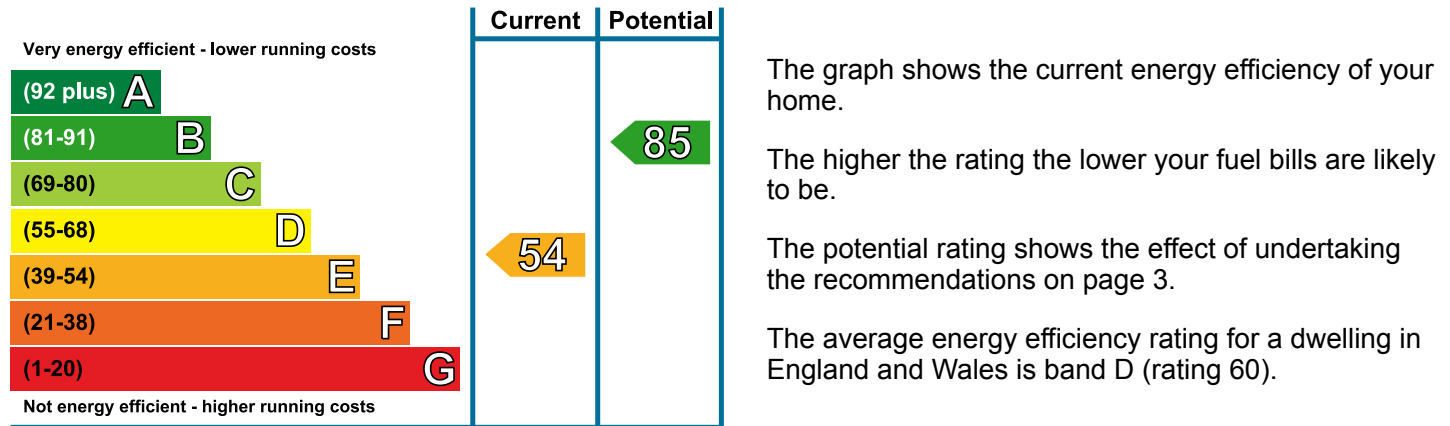 Current Potential
Very energy efficient - lower running costs
(92 plus) A
(81-91) B
85
(69-80) C
(55-68) D
54
(39-54) E
(21-38) F
(1-20) G
Not energy efficient - higher running costs
The graph shows the current energy efficiency of your
home.
The higher the rating the lower your fuel bills are likely
to be.
The potential rating shows the effect of undertaking
the recommendations on page 3.
The average energy efficiency rating for a dwelling in
England and Wales is band D (rating 60).